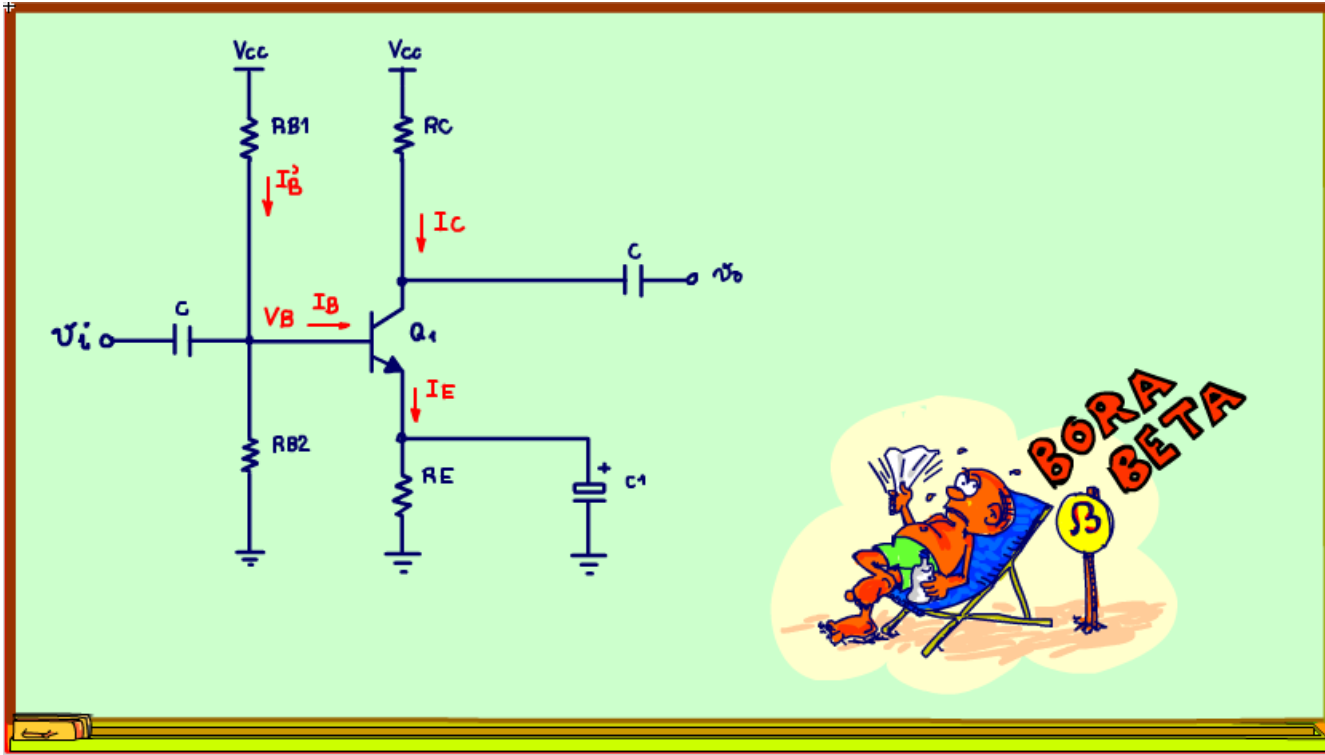 Vcc
Vcc
RB1
RC
I'B
IC
C
vo
C
VB
IB
vi
Q1
IE
RB2
RE
+
C1
BORA
BETA
β